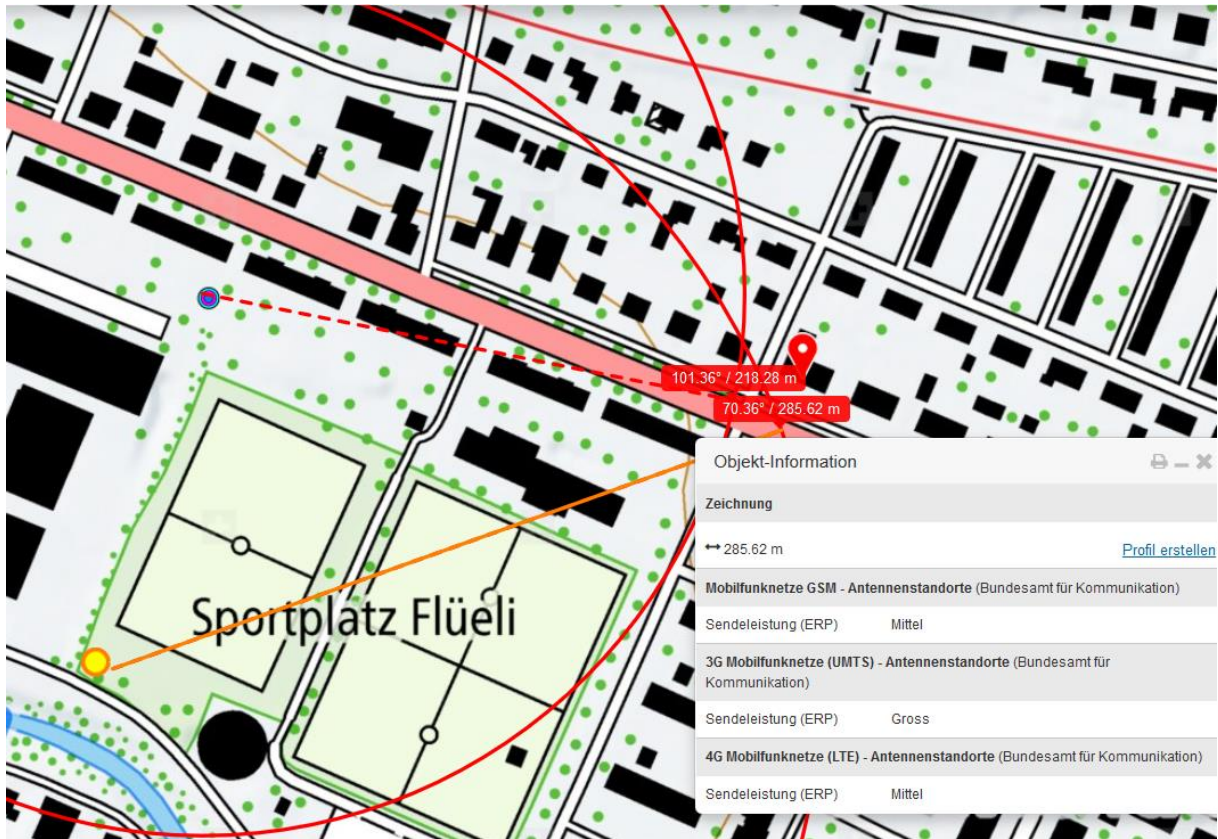 101.36° / 218.28 m
70.36° / 285.62 m
Objekt-Information
Zeichnung
285.62 m
Profil erstellen
Mobilfunknetze GSM - Antennenstandorte (Bundesamt für Kommunikation)
Sendeleistung (ERP) Mittel
3G Mobilfunknetze (UMTS) - Antennenstandorte (Bundesamt für
Kommunikation)
Sendeleistung (ERP) Gross
4G Mobilfunknetze (LTE) - Antennenstandorte (Bundesamt für Kommunikation)
Sendeleistung (ERP) Mittel
Sportplatz Flüeli